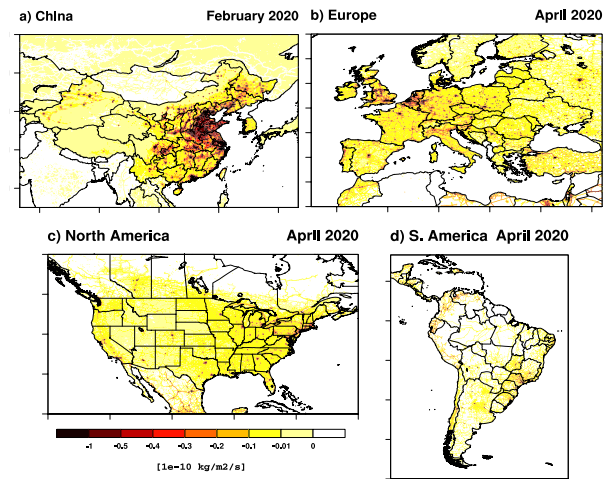 a) China February 2020
b) Europe April 2020
c) North America April 2020
d) S. America April 2020
-1 -0.5 -0.4 -0.3 -0.2 -0.1 -0.01 0
[1e-10 kg/m2/s]